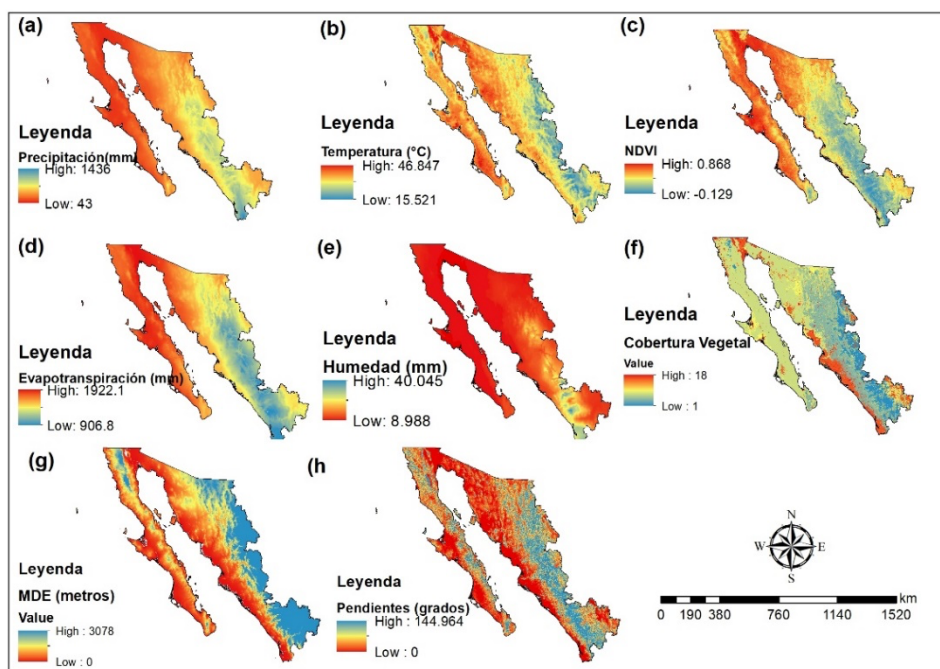 (a)
Leyenda
Precipitación(mm)
High: 1436
Low: 43
(b)
Leyenda
Temperatura (°C)
High: 46.847
Low: 15.521
(c)
Leyenda
NDVI
High: 0.868
Low: -0.129
(d)
Leyenda
Evapotranspiración (mm)
High: 1922.1
Low: 906.8
(e)
Leyenda
Humedad (mm)
High: 40.045
Low: 8.988
(f)
Leyenda
Cobertura Vegetal
Value
High : 18
Low : 1
(g)
Leyenda
MDE (metros)
Value
High : 3078
Low : 0
(h)
Leyenda
Pendientes (grados)
High : 144.964
Low : 0
N
W E
S
km
0 190 380 760 1140 1520